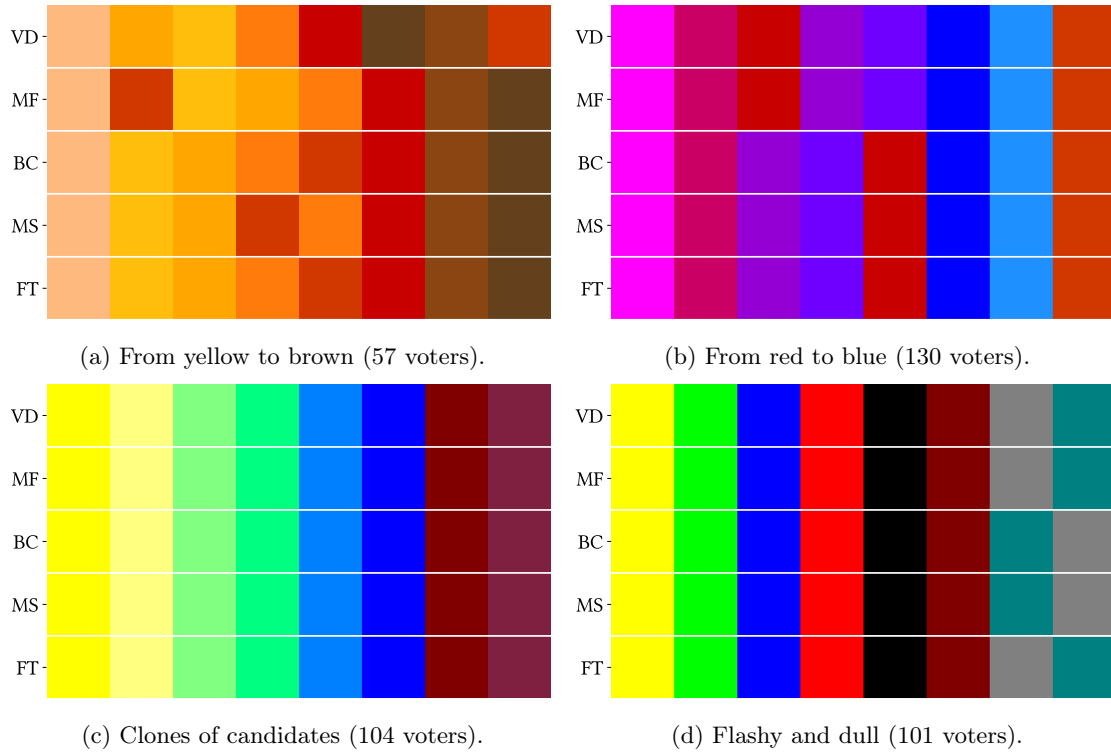 VD
MF
BC
MS
FT
(a) From yellow to brown (57 voters).
VD
MF
BC
MS
FT
(b) From red to blue (130 voters).
VD
MF
BC
MS
FT
(c) Clones of candidates (104 voters).
VD
MF
BC
MS
FT
(d) Flashy and dull (101 voters).